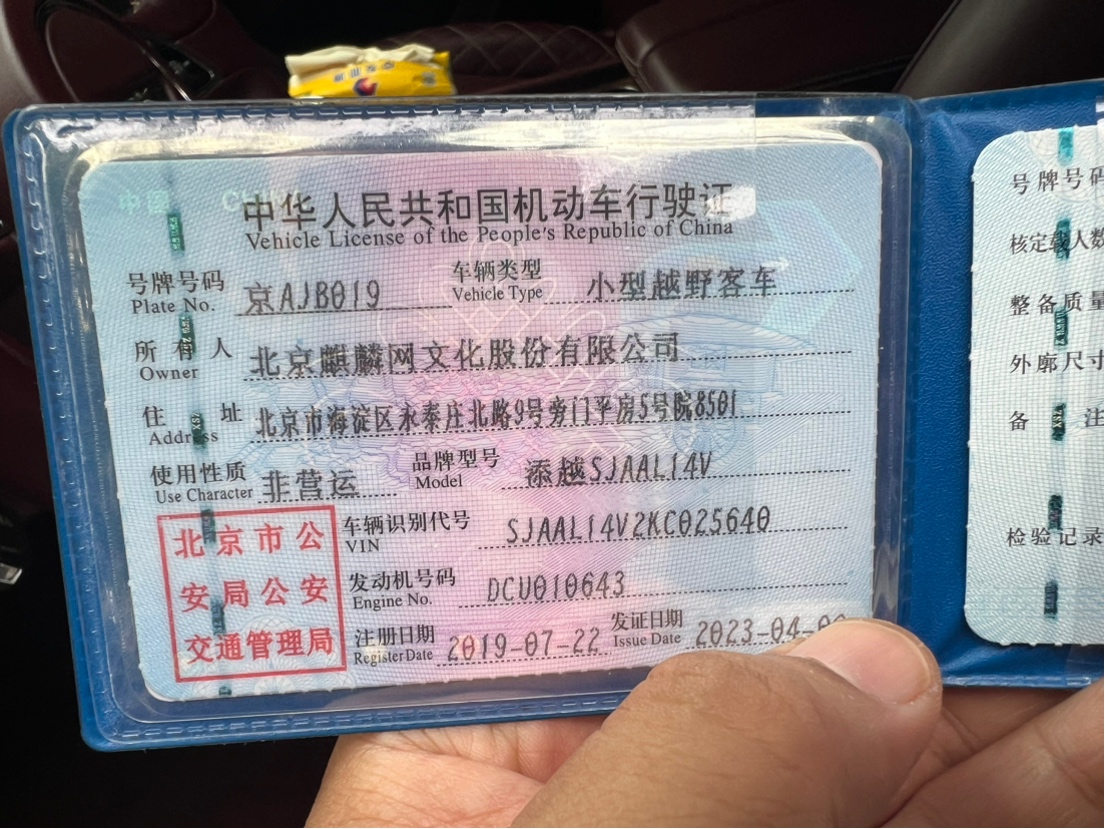 中华人民共和国机动车行驶证
Vehicle License of the People's Republic of China
号牌号码 京AJB019 车辆类型 小型越野客车
Plate No. Vehicle Type
所有人 北京麒麟网文化股份有限公司
Owner
住址 北京市海淀区永泰庄北路9号旁门平房5号院8501
Address
使用性质 非营运 品牌型号 添越SJAAL14V
Use Character Model
北京市公
安局公安
交通管理局
车辆识别代号 SJAAL14V2KC025640
VIN
发动机号码 DCU010643
Engine No.
注册日期 2019-07-22 发证日期 2023-04-
Register Date Issue Date
号牌号码
核定载人数
整备质量
外廓尺寸
备注
检验记录